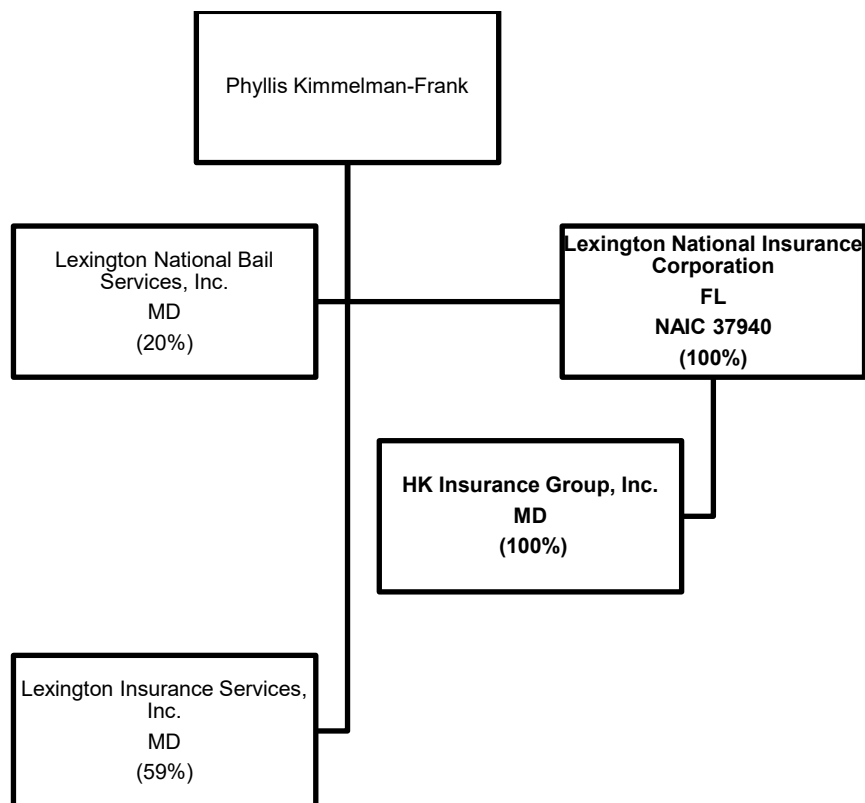 Phyllis Kimmelman-Frank
Lexington National Bail
Services, Inc.
MD
(20%)
Lexington National Insurance
Corporation
FL
NAIC 37940
(100%)
HK Insurance Group, Inc.
MD
(100%)
Lexington Insurance Services,
Inc.
MD
(59%)